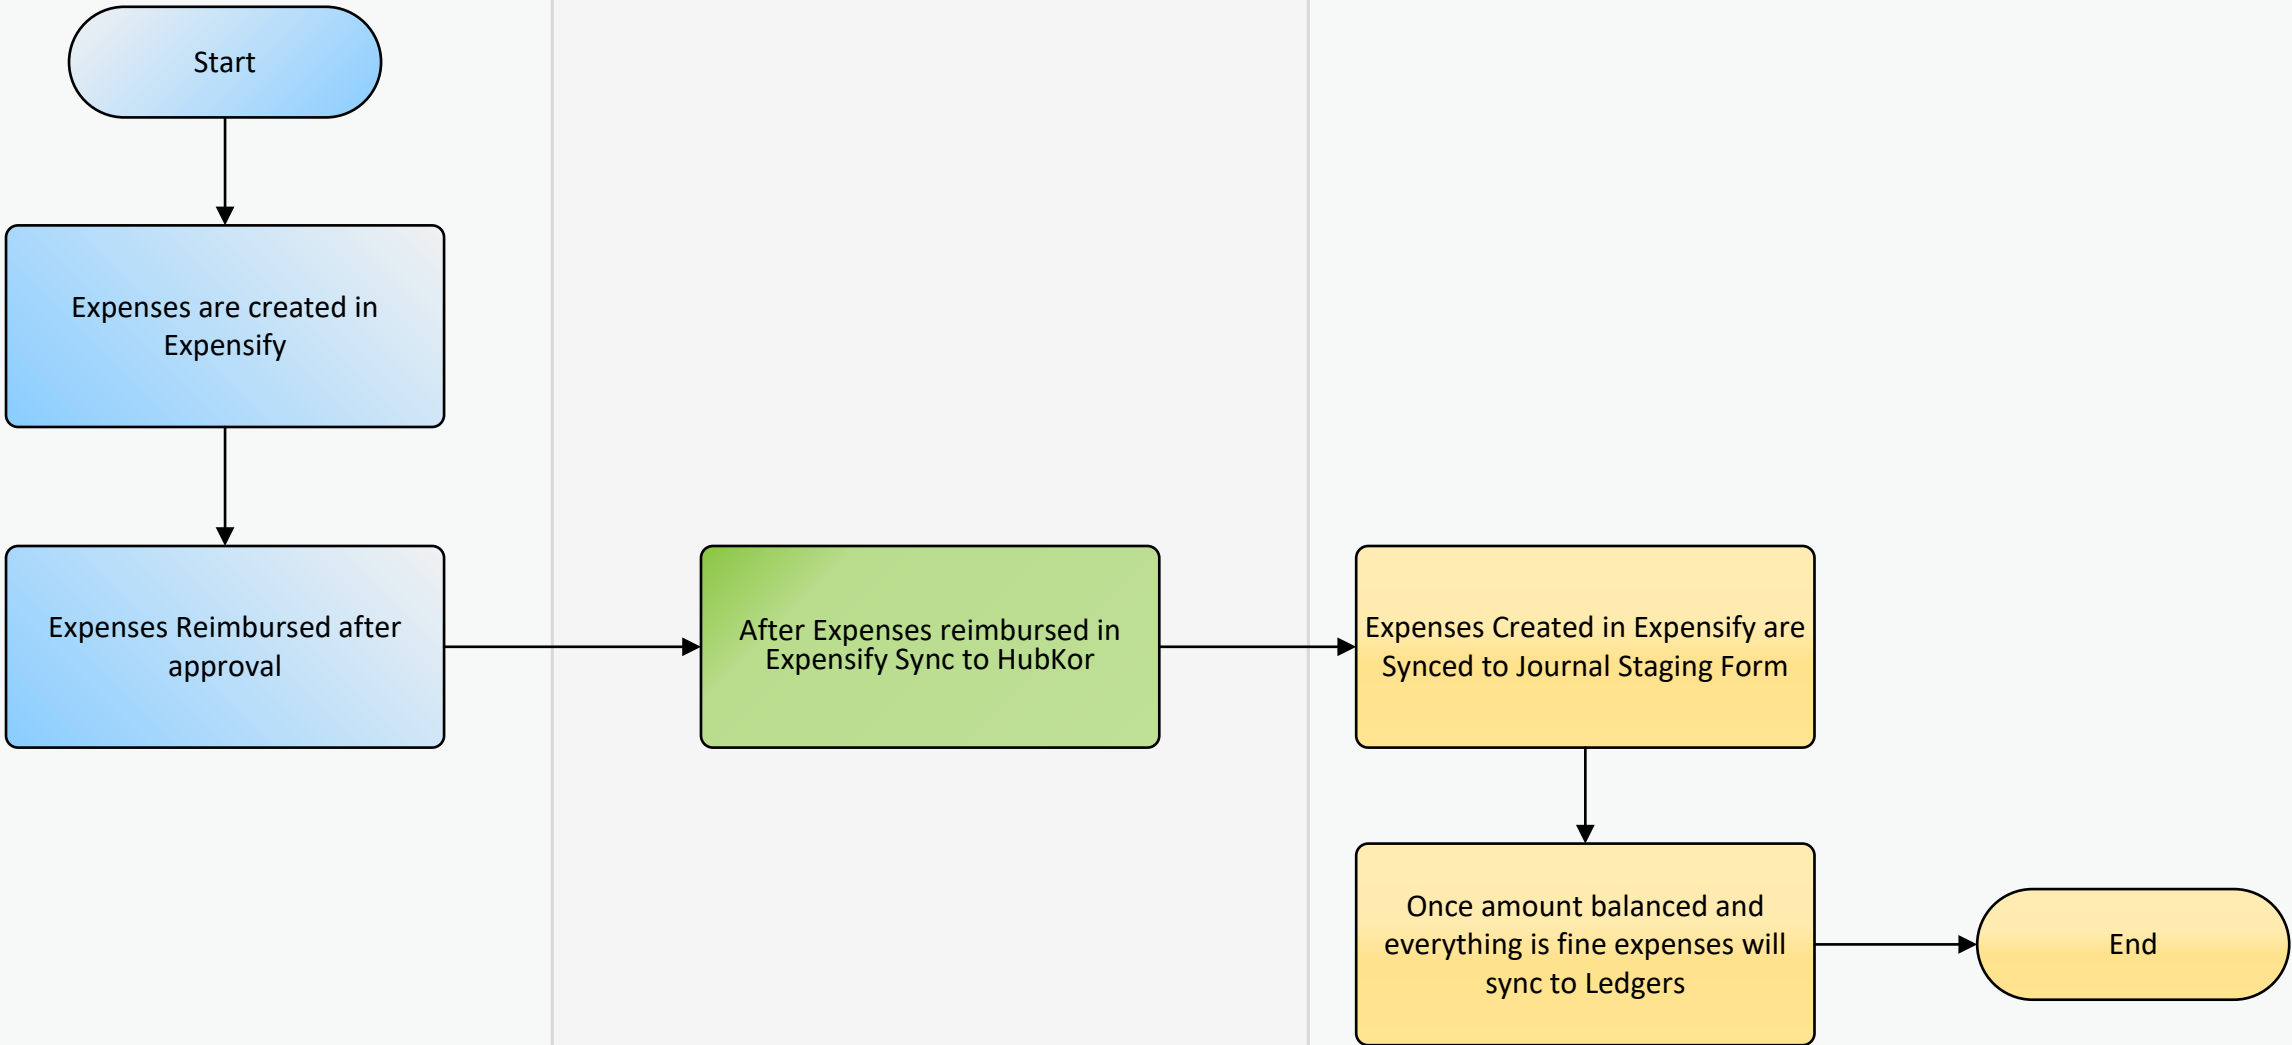 Start
Expenses are created in
Expensify
Expenses Reimbursed after
approval
After Expenses reimbursed in
Expensify Sync to HubKor
Expenses Created in Expensify are
Synced to Journal Staging Form
Once amount balanced and
everything is fine expenses will
sync to Ledgers
End